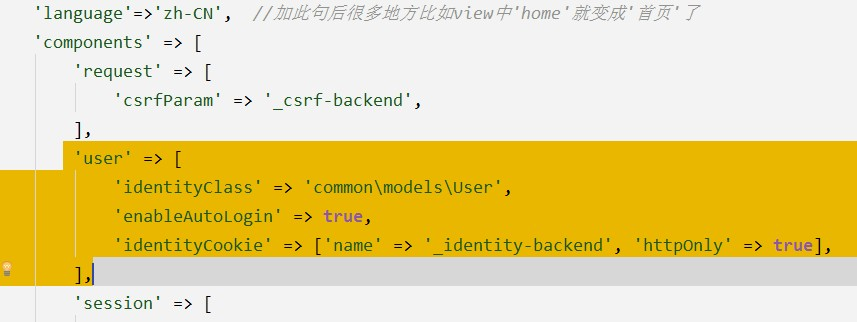 'language'=>'zh-CN',  //加此句后很多地方比如view中'home'就变成'首页'了
'components' => [
    'request' => [
        'csrfParam' => '_csrf-backend',
    ],
    'user' => [
        'identityClass' => 'common\models\User',
        'enableAutoLogin' => true,
        'identityCookie' => ['name' => '_identity-backend', 'httpOnly' => true],
    ],
    'session' => [